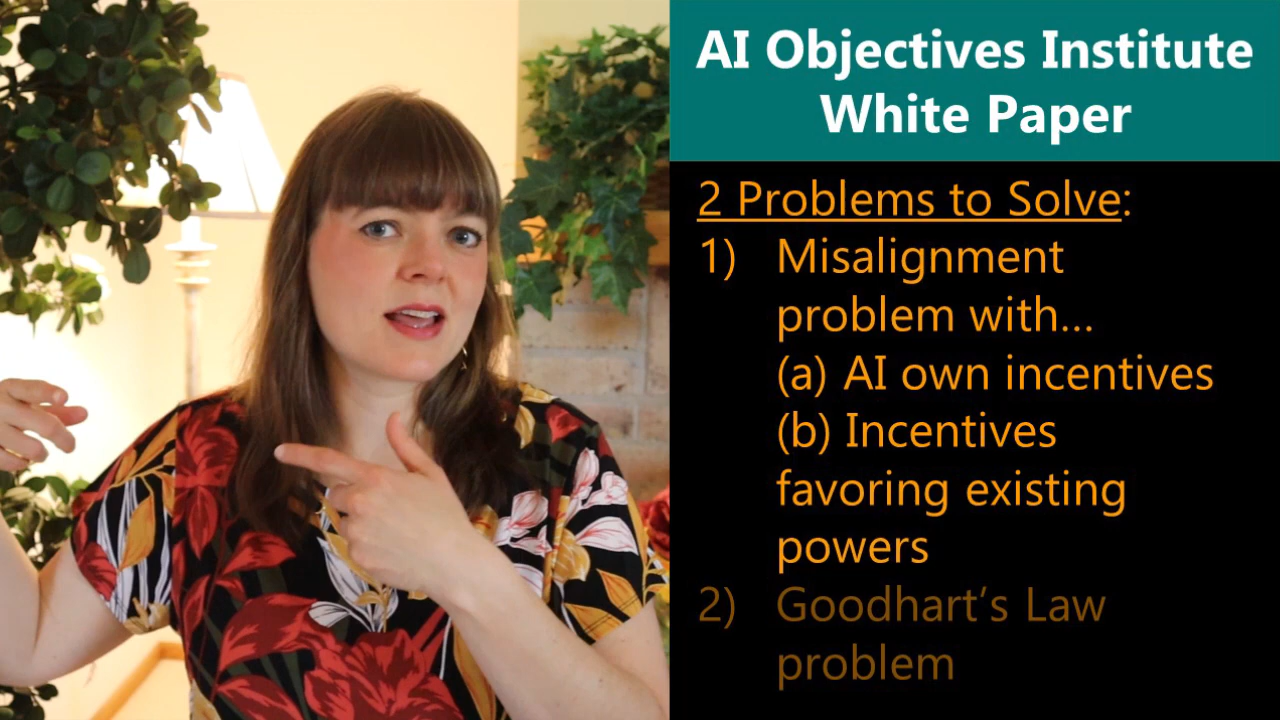 AI Objectives Institute
White Paper
2 Problems to Solve:
1) Misalignment
problem with...
(a) AI own incentives
(b) Incentives
favoring existing
powers
2) Goodhart's Law
problem